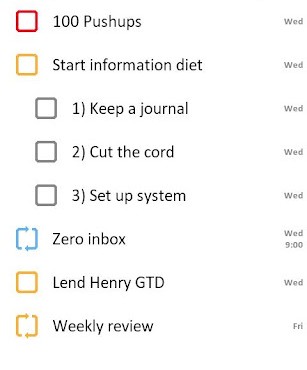 100 Pushups Wed
Start information diet Wed
1) Keep a journal Wed
2) Cut the cord Wed
3) Set up system Wed
Zero inbox Wed 9:00
Lend Henry GTD Wed
Weekly review Fri